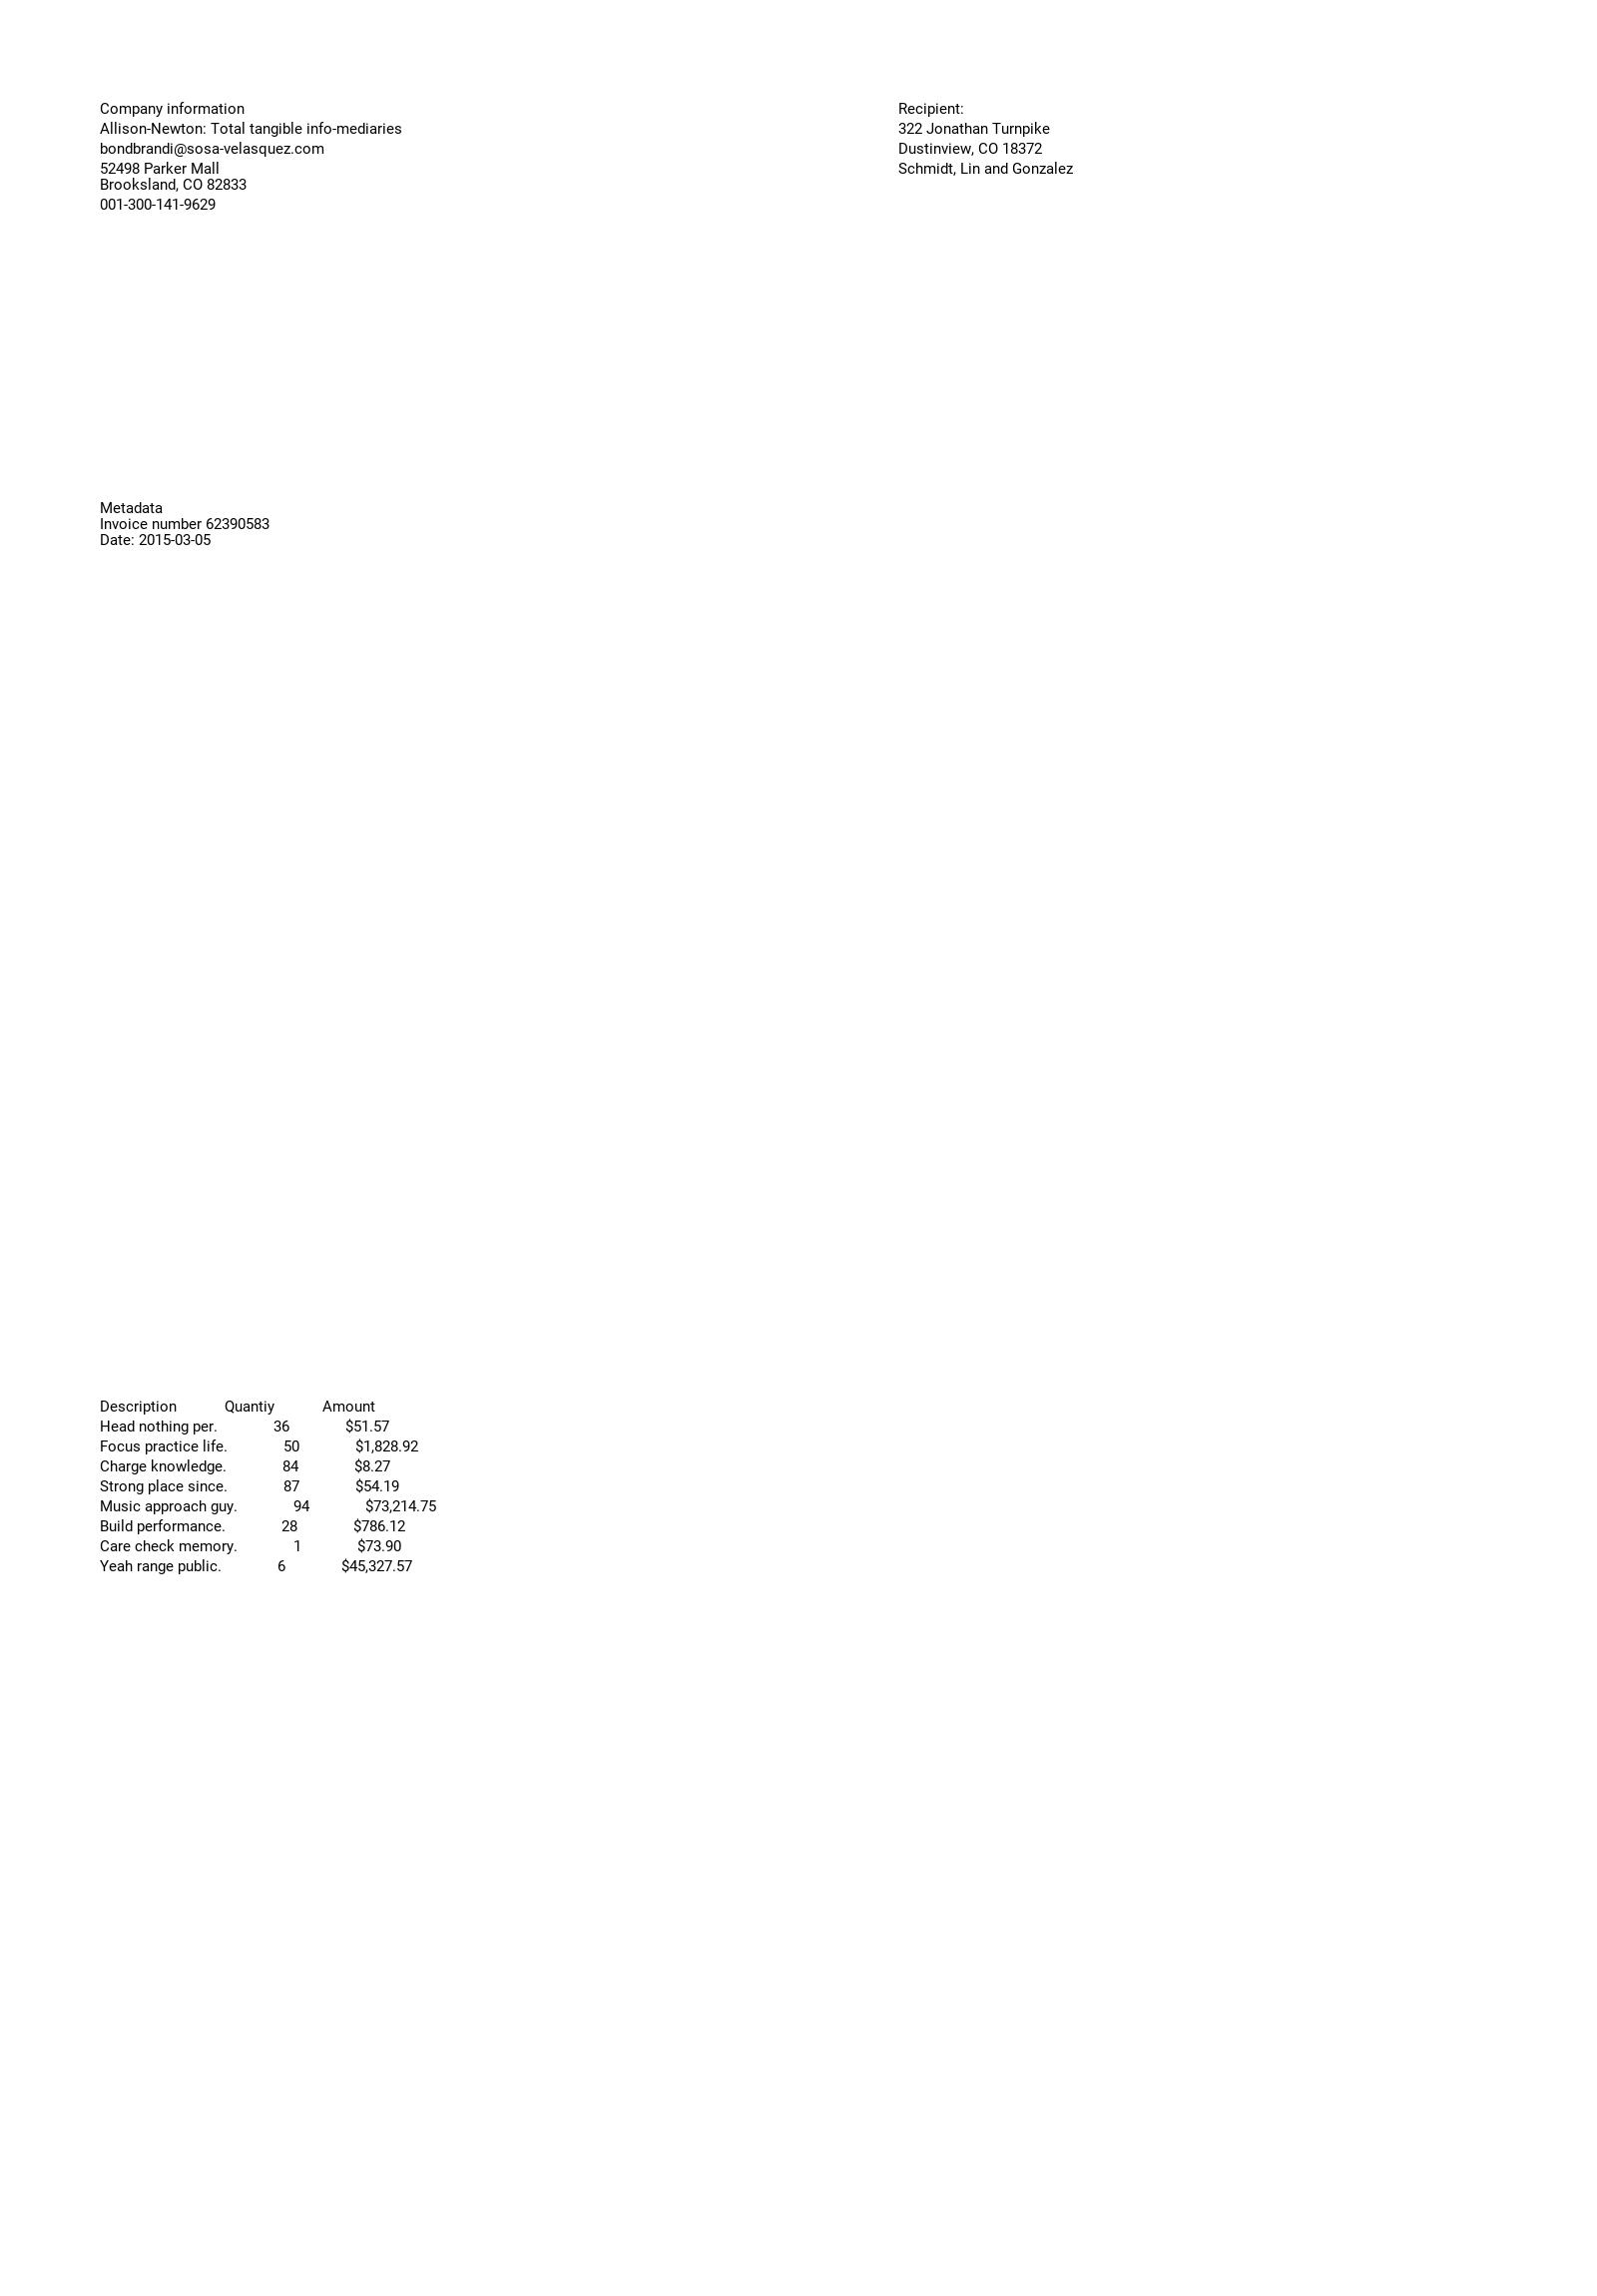 Company information
Allison-Newton: Total tangible info-mediaries
bondbrandi@sosa-velasquez.com
52498 Parker Mall
Brooksland, CO 82833
001-300-141-9629
Recipient:
322 Jonathan Turnpike
Dustinview, CO 18372
Schmidt, Lin and Gonzalez
Metadata
Invoice number 62390583
Date: 2015-03-05
Description Quantiy Amount
Head nothing per. 36 $51.57
Focus practice life. 50 $1,828.92
Charge knowledge. 84 $8.27
Strong place since. 87 $54.19
Music approach guy. 94 $73,214.75
Build performance. 28 $786.12
Care check memory. 1 $73.90
Yeah range public. 6 $45,327.57